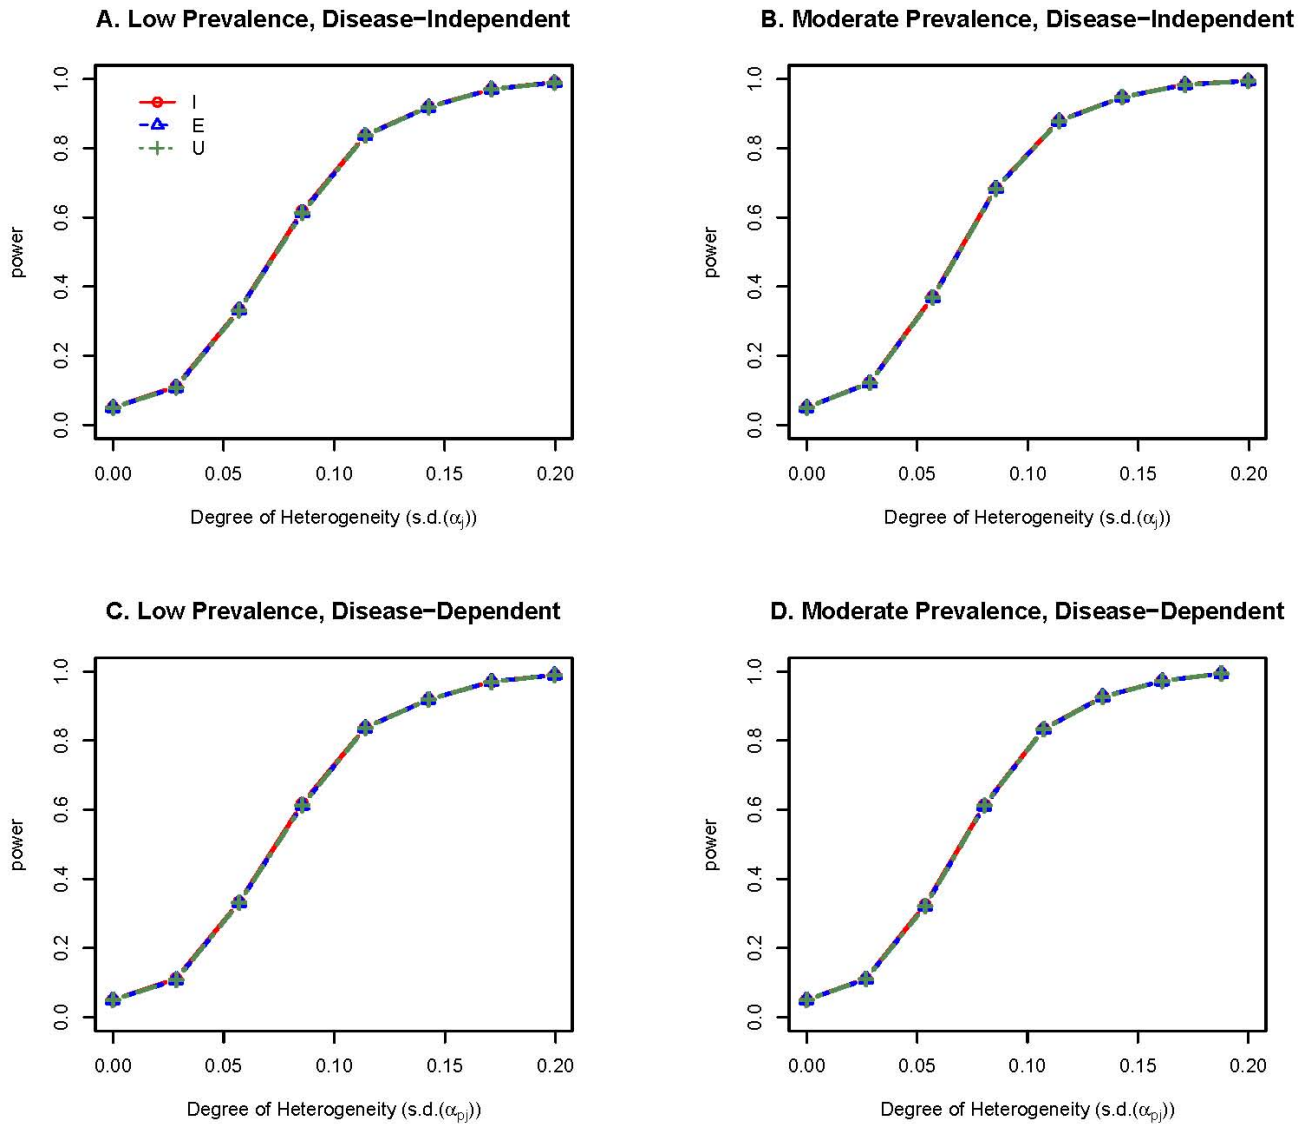 A. Low Prevalence, Disease−Independent
1.0
0.8
0.6
0.4
0.2
0.0
power
I
E
U
0.00 0.05 0.10 0.15 0.20
Degree of Heterogeneity (s.d.(αj))
B. Moderate Prevalence, Disease−Independent
1.0
0.8
0.6
0.4
0.2
0.0
power
0.00 0.05 0.10 0.15 0.20
Degree of Heterogeneity (s.d.(αj))
C. Low Prevalence, Disease−Dependent
1.0
0.8
0.6
0.4
0.2
0.0
power
0.00 0.05 0.10 0.15 0.20
Degree of Heterogeneity (s.d.(αpj))
D. Moderate Prevalence, Disease−Dependent
1.0
0.8
0.6
0.4
0.2
0.0
power
0.00 0.05 0.10 0.15 0.20
Degree of Heterogeneity (s.d.(αpj))